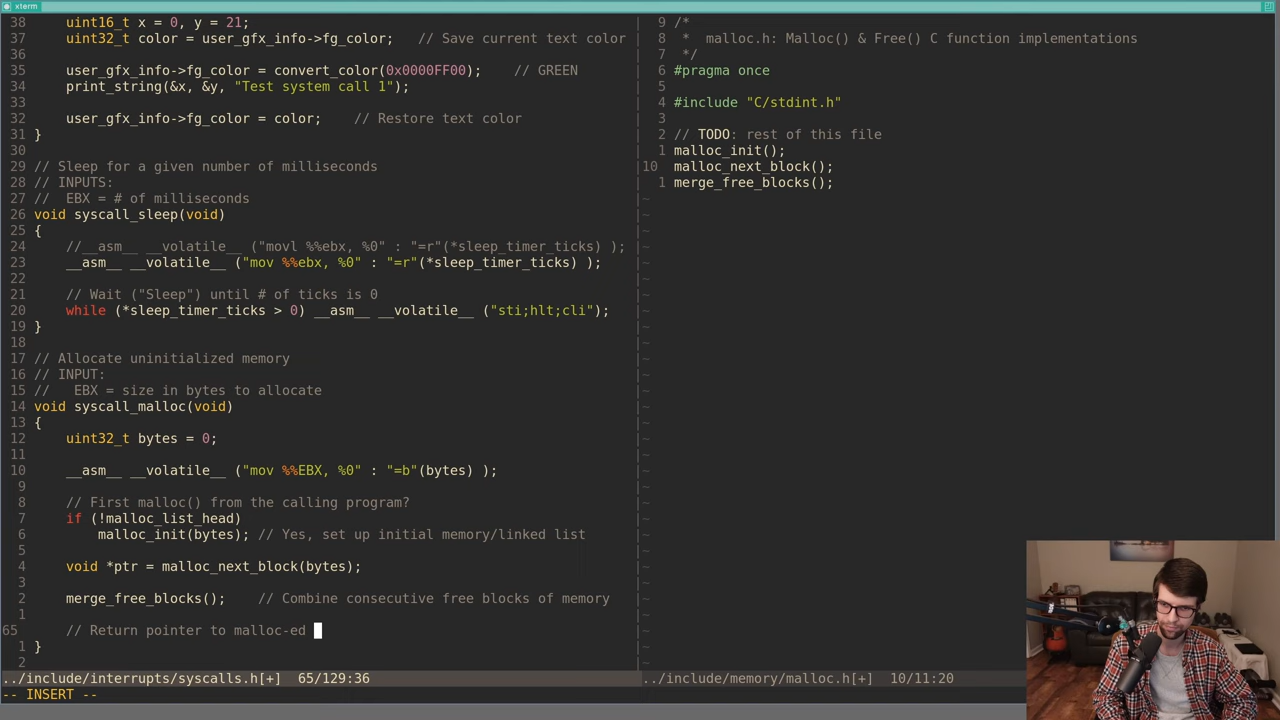 xterm
38 uint16_t x = 0, y = 21;
37 uint32_t color = user_gfx_info->fg_color; // Save current text color
36
35 user_gfx_info->fg_color = convert_color(0x0000FF00); // GREEN
34 print_string(&x, &y, "Test system call 1");
33
32 user_gfx_info->fg_color = color; // Restore text color
31 }
30
29 // Sleep for a given number of milliseconds
28 // INPUTS:
27 //  EBX = # of milliseconds
26 void syscall_sleep(void)
25 {
24 //__asm__ __volatile__ ("movl %%ebx, %0" : "=r"(*sleep_timer_ticks) );
23 __asm__ __volatile__ ("mov %%ebx, %0" : "=r"(*sleep_timer_ticks) );
22
21 // Wait ("Sleep") until # of ticks is 0
20 while (*sleep_timer_ticks > 0) __asm__ __volatile__ ("sti;hlt;cli");
19 }
18
17 // Allocate uninitialized memory
16 // INPUT:
15 //   EBX = size in bytes to allocate
14 void syscall_malloc(void)
13 {
12 uint32_t bytes = 0;
11
10 __asm__ __volatile__ ("mov %%EBX, %0" : "=b"(bytes) );
9
8 // First malloc() from the calling program?
7 if (!malloc_list_head)
6 malloc_init(bytes); // Yes, set up initial memory/linked list
5
4 void *ptr = malloc_next_block(bytes);
3
2 merge_free_blocks(); // Combine consecutive free blocks of memory
1
65 // Return pointer to malloc-ed
1 }
2
../include/interrupts/syscalls.h[+] 65/129:36
-- INSERT --
9 /*
8 *  malloc.h: Malloc() & Free() C function implementations
7 */
6 #pragma once
5
4 #include "C/stdint.h"
3
2 // TODO: rest of this file
1 malloc_init();
10 malloc_next_block();
1 merge_free_blocks();
../include/memory/malloc.h[+] 10/11:20